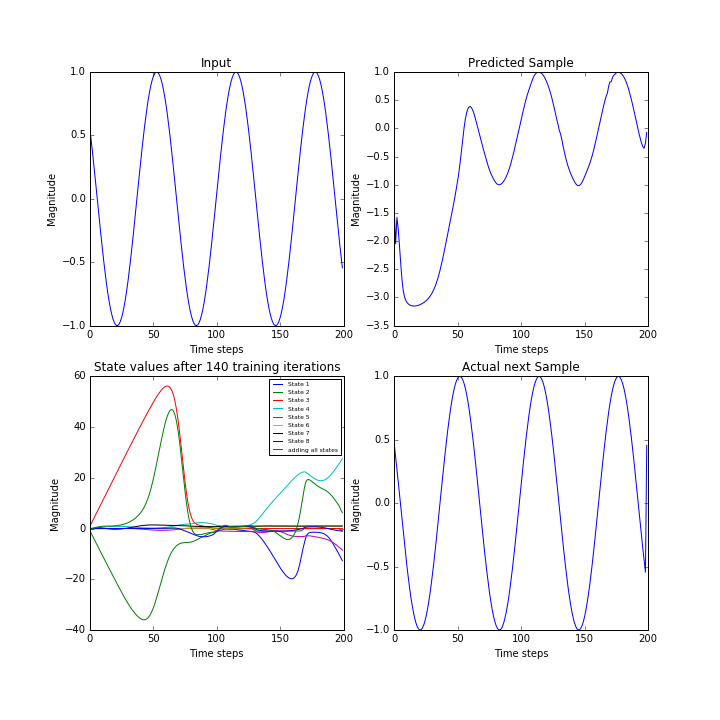 Input
Magnitude
1.0
0.5
0.0
−0.5
−1.0
0 50 100 150 200
Time steps
Predicted Sample
Magnitude
1.0
0.5
0.0
−0.5
−1.0
−1.5
−2.0
−2.5
−3.0
−3.5
0 50 100 150 200
Time steps
State values after 140 training iterations
Magnitude
60
40
20
0
−20
−40
State 1
State 2
State 3
State 4
State 5
State 6
State 7
State 8
adding all states
0 50 100 150 200
Time steps
Actual next Sample
Magnitude
1.0
0.5
0.0
−0.5
−1.0
0 50 100 150 200
Time steps